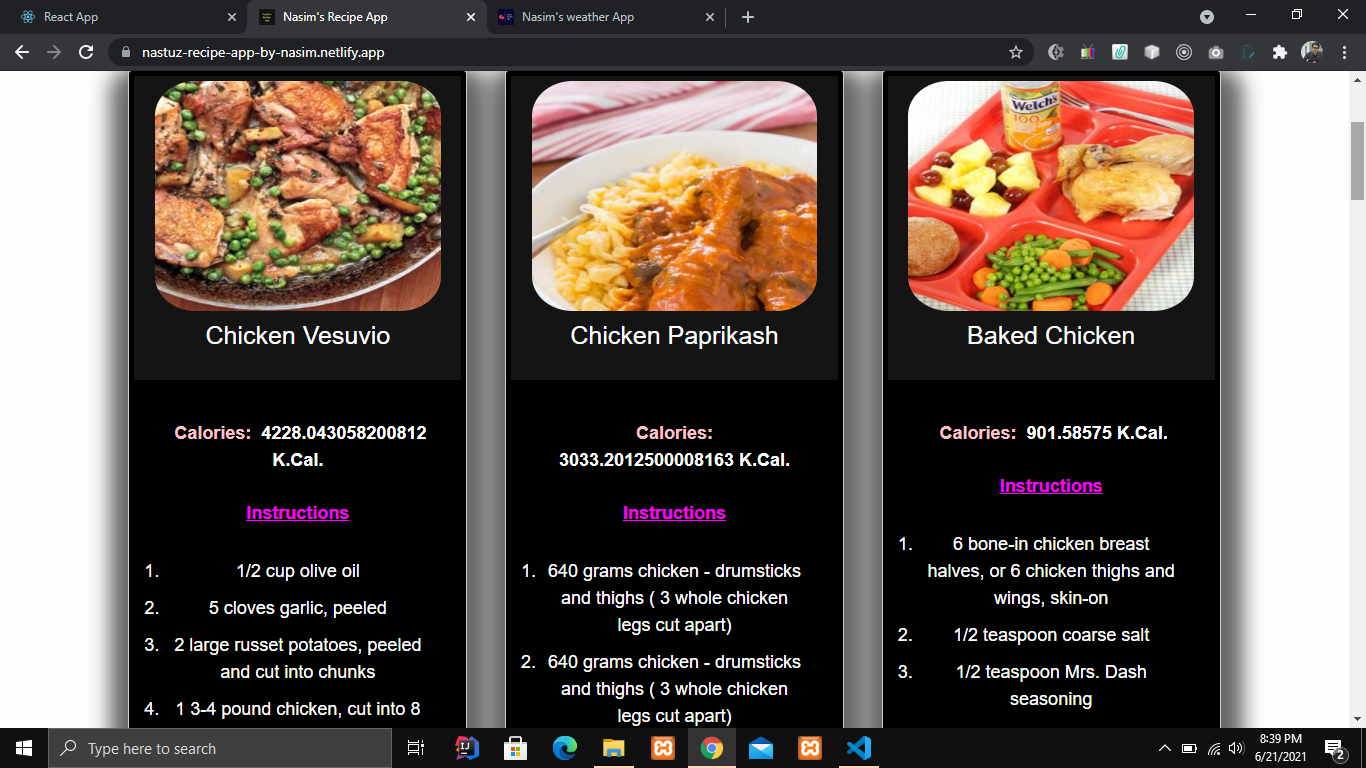 React App
Nasim's Recipe App
Nasim's weather App
nastuz-recipe-app-by-nasim.netlify.app
Welch's
100
Chicken Vesuvio
Calories: 4228.043058200812
K.Cal.
Instructions
1. 1/2 cup olive oil
2. 5 cloves garlic, peeled
3. 2 large russet potatoes, peeled
and cut into chunks
4. 1 3-4 pound chicken, cut into 8
Chicken Paprikash
Calories:
3033.2012500008163 K.Cal.
Instructions
1. 640 grams chicken - drumsticks
and thighs ( 3 whole chicken
legs cut apart)
2. 640 grams chicken - drumsticks
and thighs ( 3 whole chicken
legs cut apart)
Baked Chicken
Calories: 901.58575 K.Cal.
Instructions
1. 6 bone-in chicken breast
halves, or 6 chicken thighs and
wings, skin-on
2. 1/2 teaspoon coarse salt
3. 1/2 teaspoon Mrs. Dash
seasoning
Type here to search
8:39 PM
6/21/2021
2